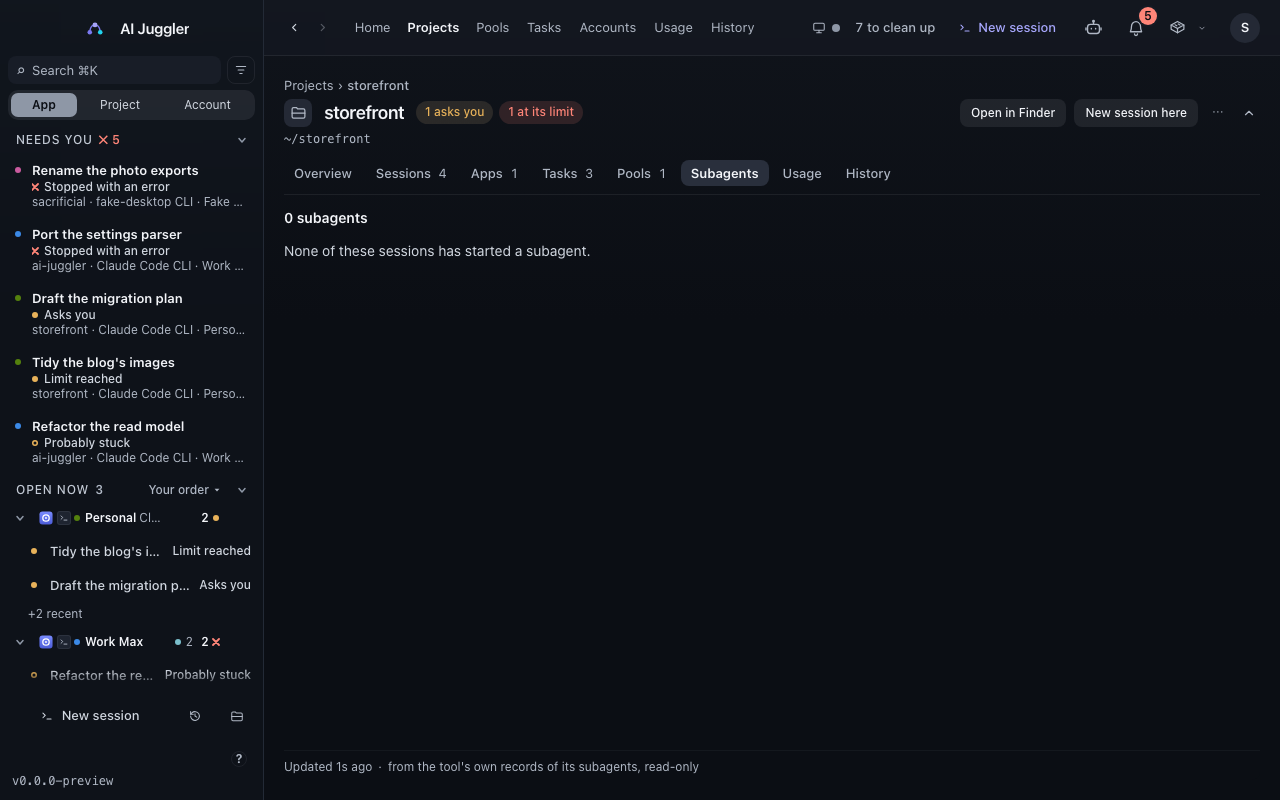 AI Juggler
Search ⌘K
App Project Account
NEEDS YOU 5
Rename the photo exports
Stopped with an error
sacrificial · fake-desktop CLI · Fake ...
Port the settings parser
Stopped with an error
ai-juggler · Claude Code CLI · Work ...
Draft the migration plan
Asks you
storefront · Claude Code CLI · Perso...
Tidy the blog's images
Limit reached
storefront · Claude Code CLI · Perso...
Refactor the read model
Probably stuck
ai-juggler · Claude Code CLI · Work ...
OPEN NOW 3 Your order
Personal Cl... 2
Tidy the blog's i... Limit reached
Draft the migration p... Asks you
+2 recent
Work Max 2 2
Refactor the re... Probably stuck
New session
?
v0.0.0-preview
Home Projects Pools Tasks Accounts Usage History 7 to clean up New session 5 S
Projects › storefront
storefront 1 asks you 1 at its limit Open in Finder New session here ...
~/storefront
Overview Sessions 4 Apps 1 Tasks 3 Pools 1 Subagents Usage History
0 subagents
None of these sessions has started a subagent.
Updated 1s ago · from the tool's own records of its subagents, read-only